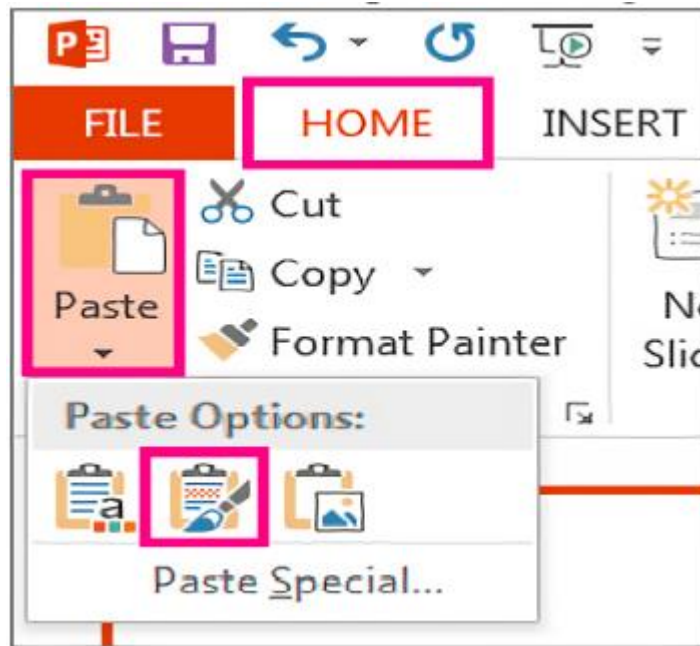 FILE HOME INSERT
Cut
Copy
Paste
Format Painter
Paste Options:
Paste Special...